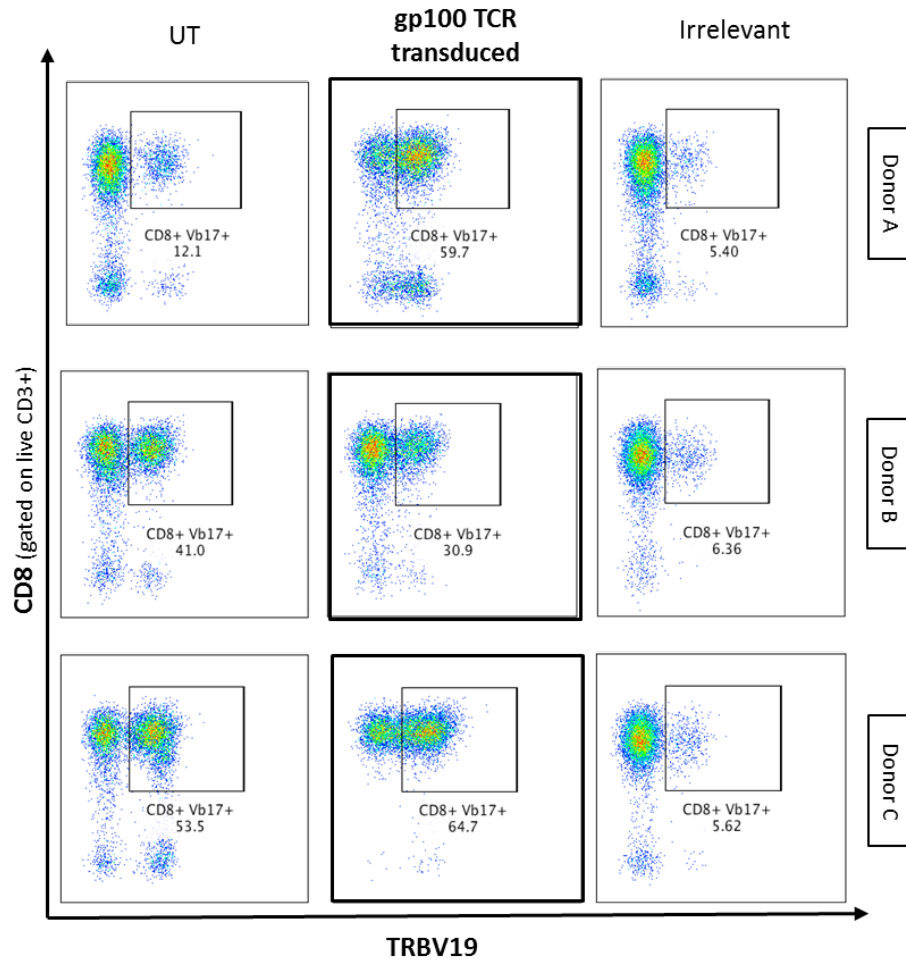 UT
gp100 TCR
transduced
Irrelevant
CD8+ Vb17+
12.1
CD8+ Vb17+
59.7
CD8+ Vb17+
5.40
Donor A
CD8+ Vb17+
41.0
CD8+ Vb17+
30.9
CD8+ Vb17+
6.36
Donor B
CD8+ Vb17+
53.5
CD8+ Vb17+
64.7
CD8+ Vb17+
5.62
Donor C
CD8 (gated on live CD3+)
TRBV19